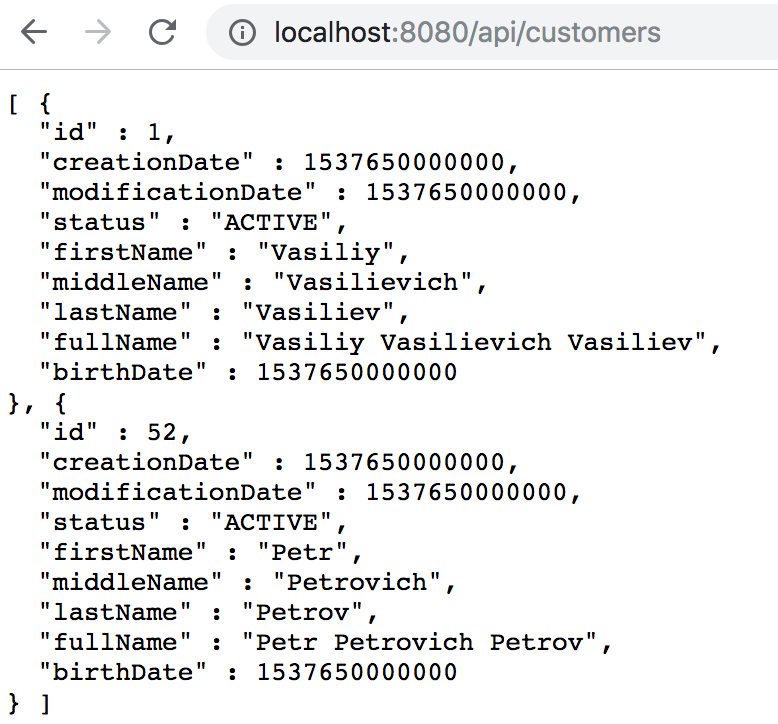 localhost:8080/api/customers
[ {
  "id" : 1,
  "creationDate" : 1537650000000,
  "modificationDate" : 1537650000000,
  "status" : "ACTIVE",
  "firstName" : "Vasiliy",
  "middleName" : "Vasilievich",
  "lastName" : "Vasiliev",
  "fullName" : "Vasiliy Vasilievich Vasiliev",
  "birthDate" : 1537650000000
}, {
  "id" : 52,
  "creationDate" : 1537650000000,
  "modificationDate" : 1537650000000,
  "status" : "ACTIVE",
  "firstName" : "Petr",
  "middleName" : "Petrovich",
  "lastName" : "Petrov",
  "fullName" : "Petr Petrovich Petrov",
  "birthDate" : 1537650000000
} ]